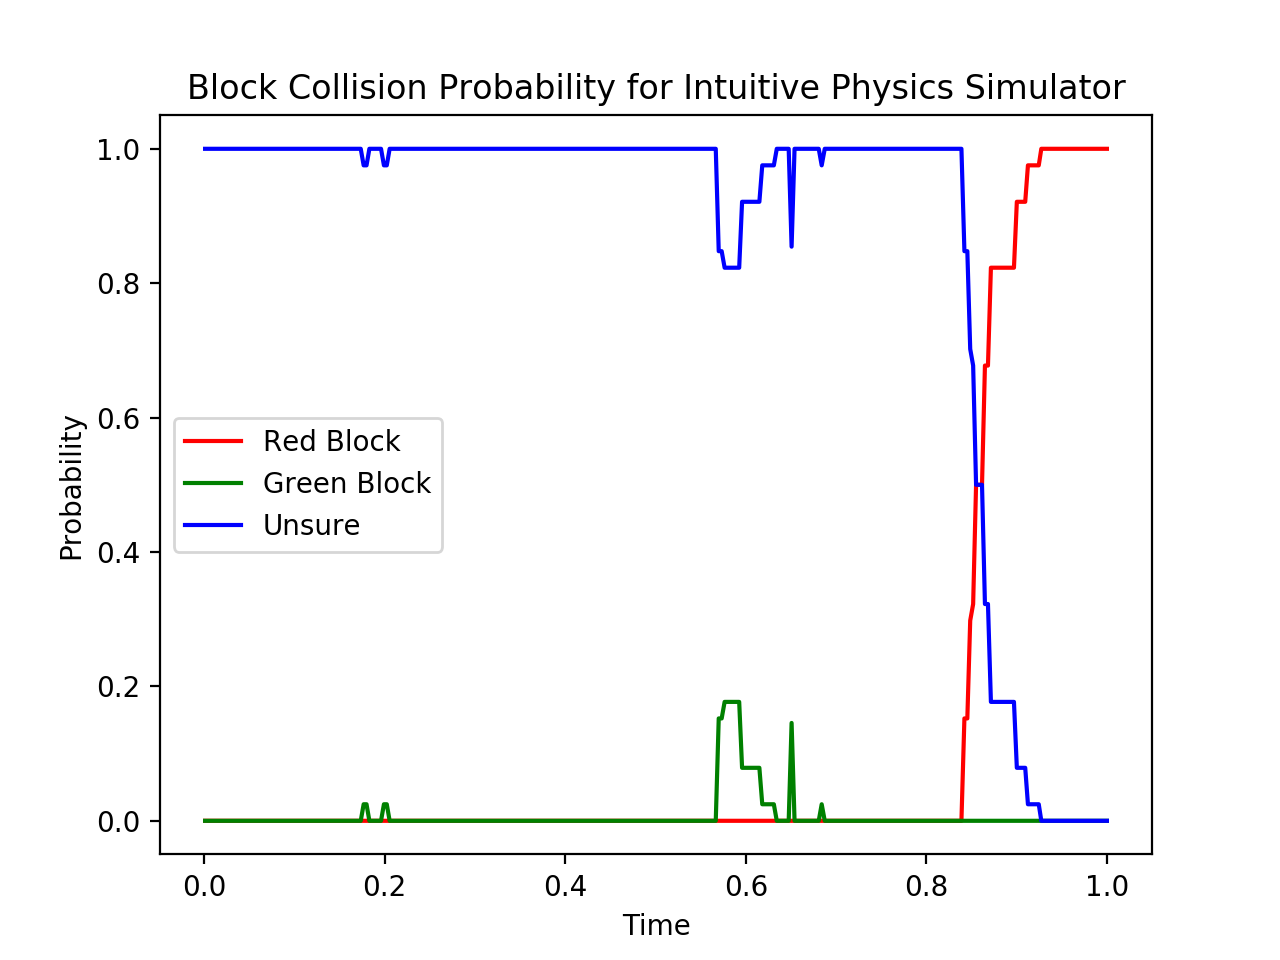 Block Collision Probability for Intuitive Physics Simulator
1.0
0.8
0.6
0.4
0.2
0.0
Probability
Red Block
Green Block
Unsure
0.0 0.2 0.4 0.6 0.8 1.0
Time